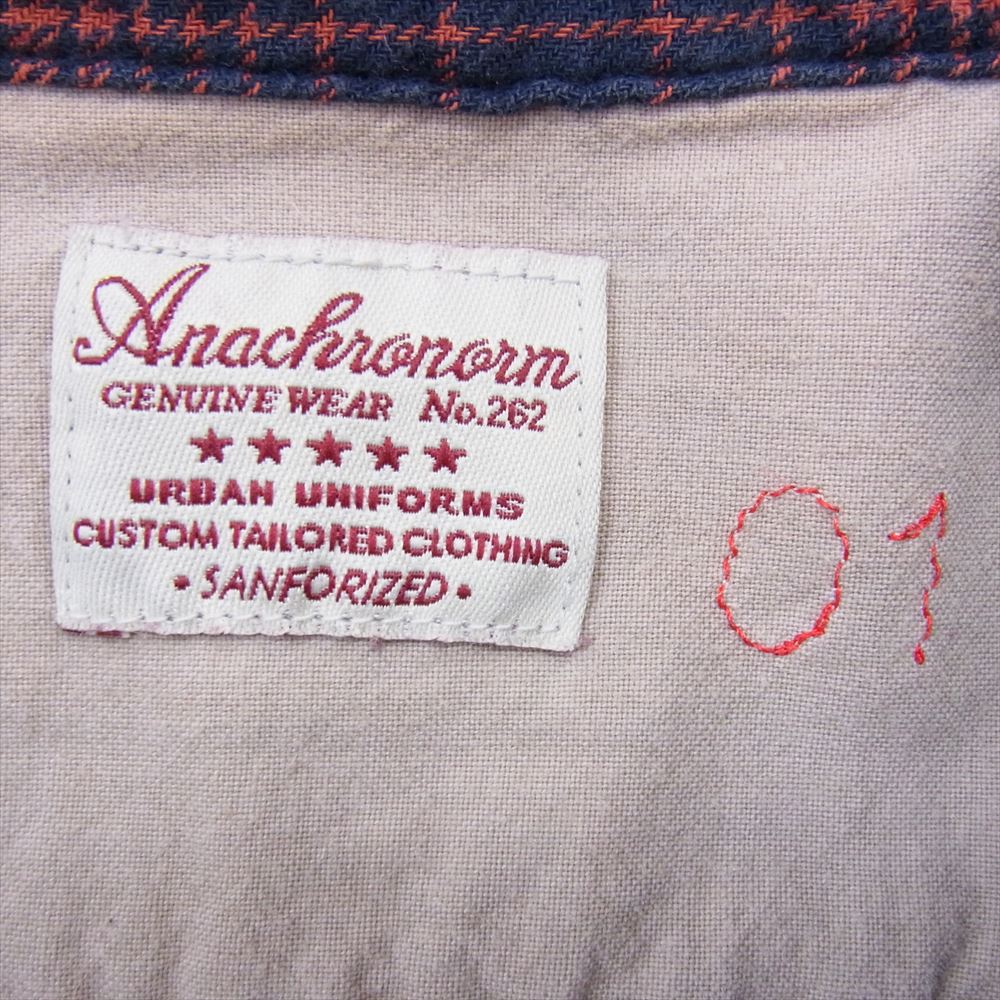 Anachronorm
GENUINE WEAR No.262
★★★★★
URBAN UNIFORMS
CUSTOM TAILORED CLOTHING
• SANFORIZED •
01